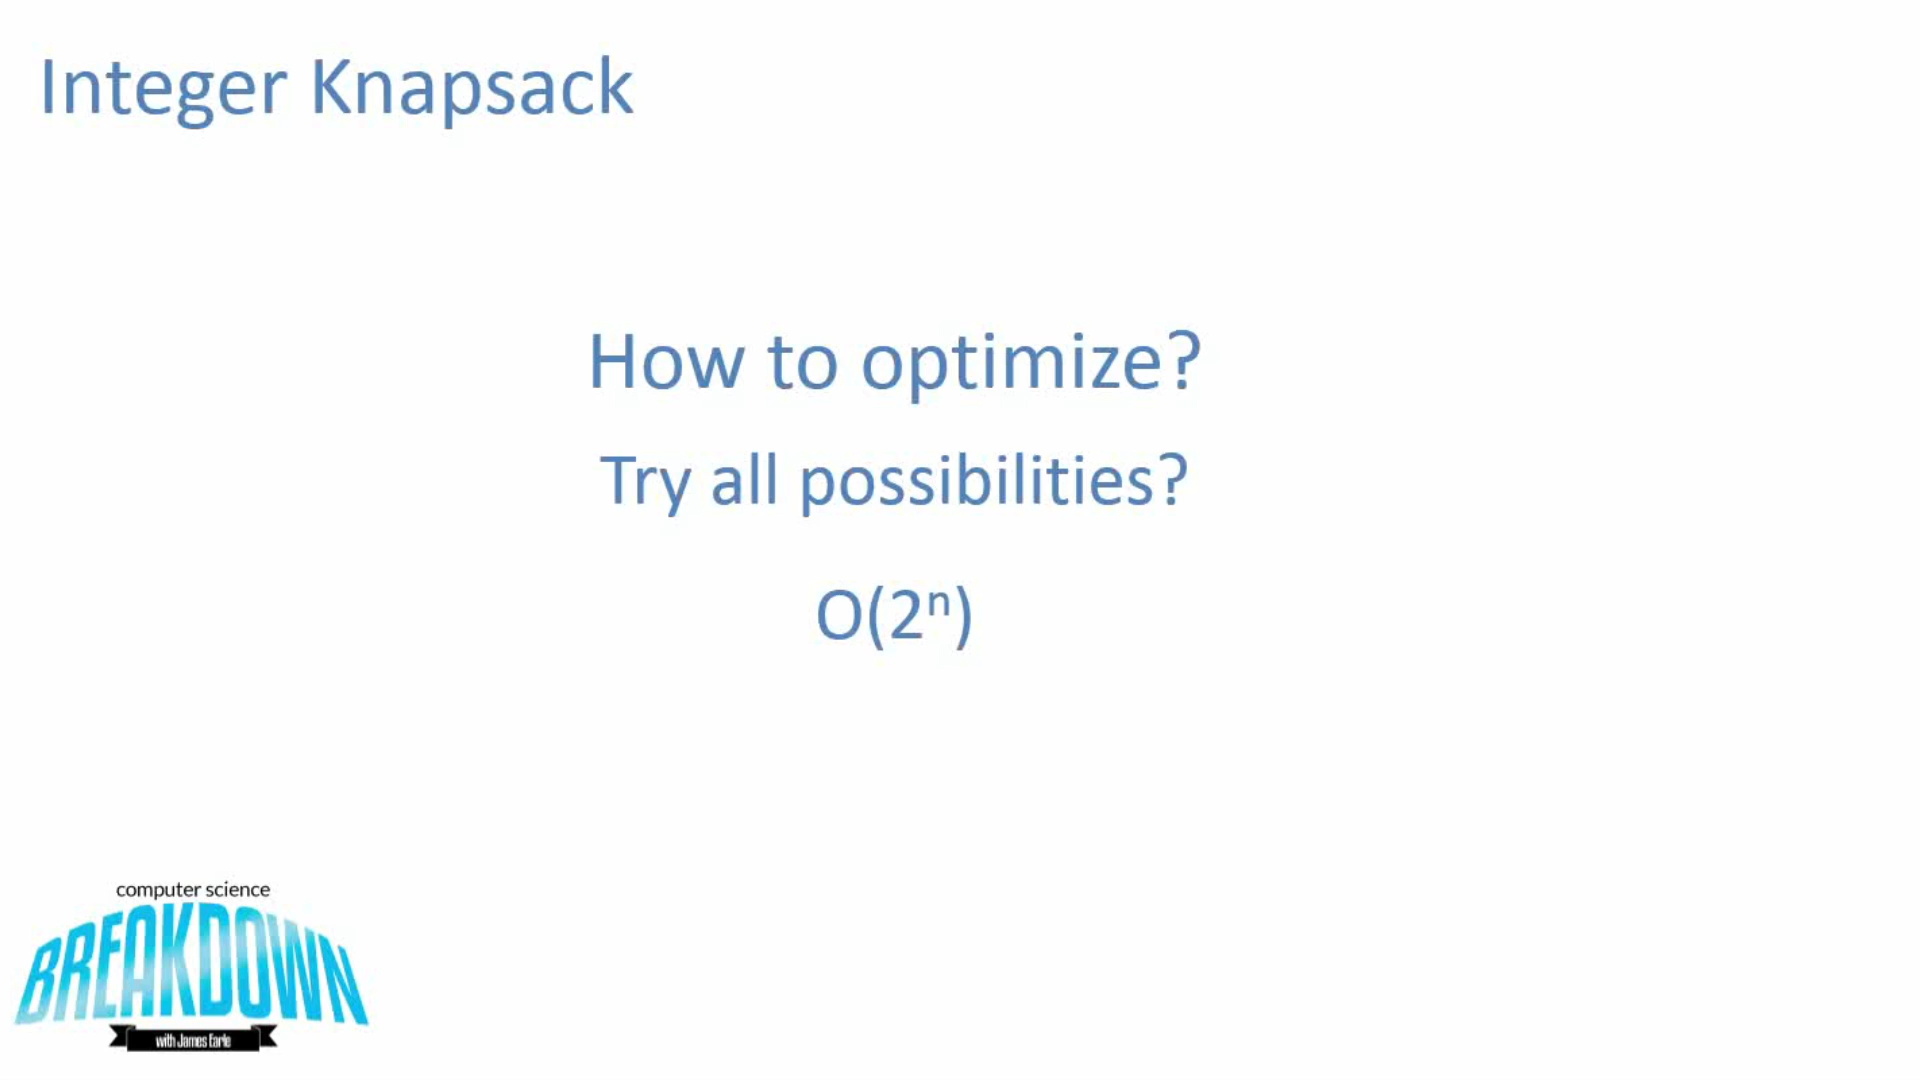 Integer Knapsack
How to optimize?
Try all possibilities?
O(2ⁿ)
computer science
BREAKDOWN
with James Earle